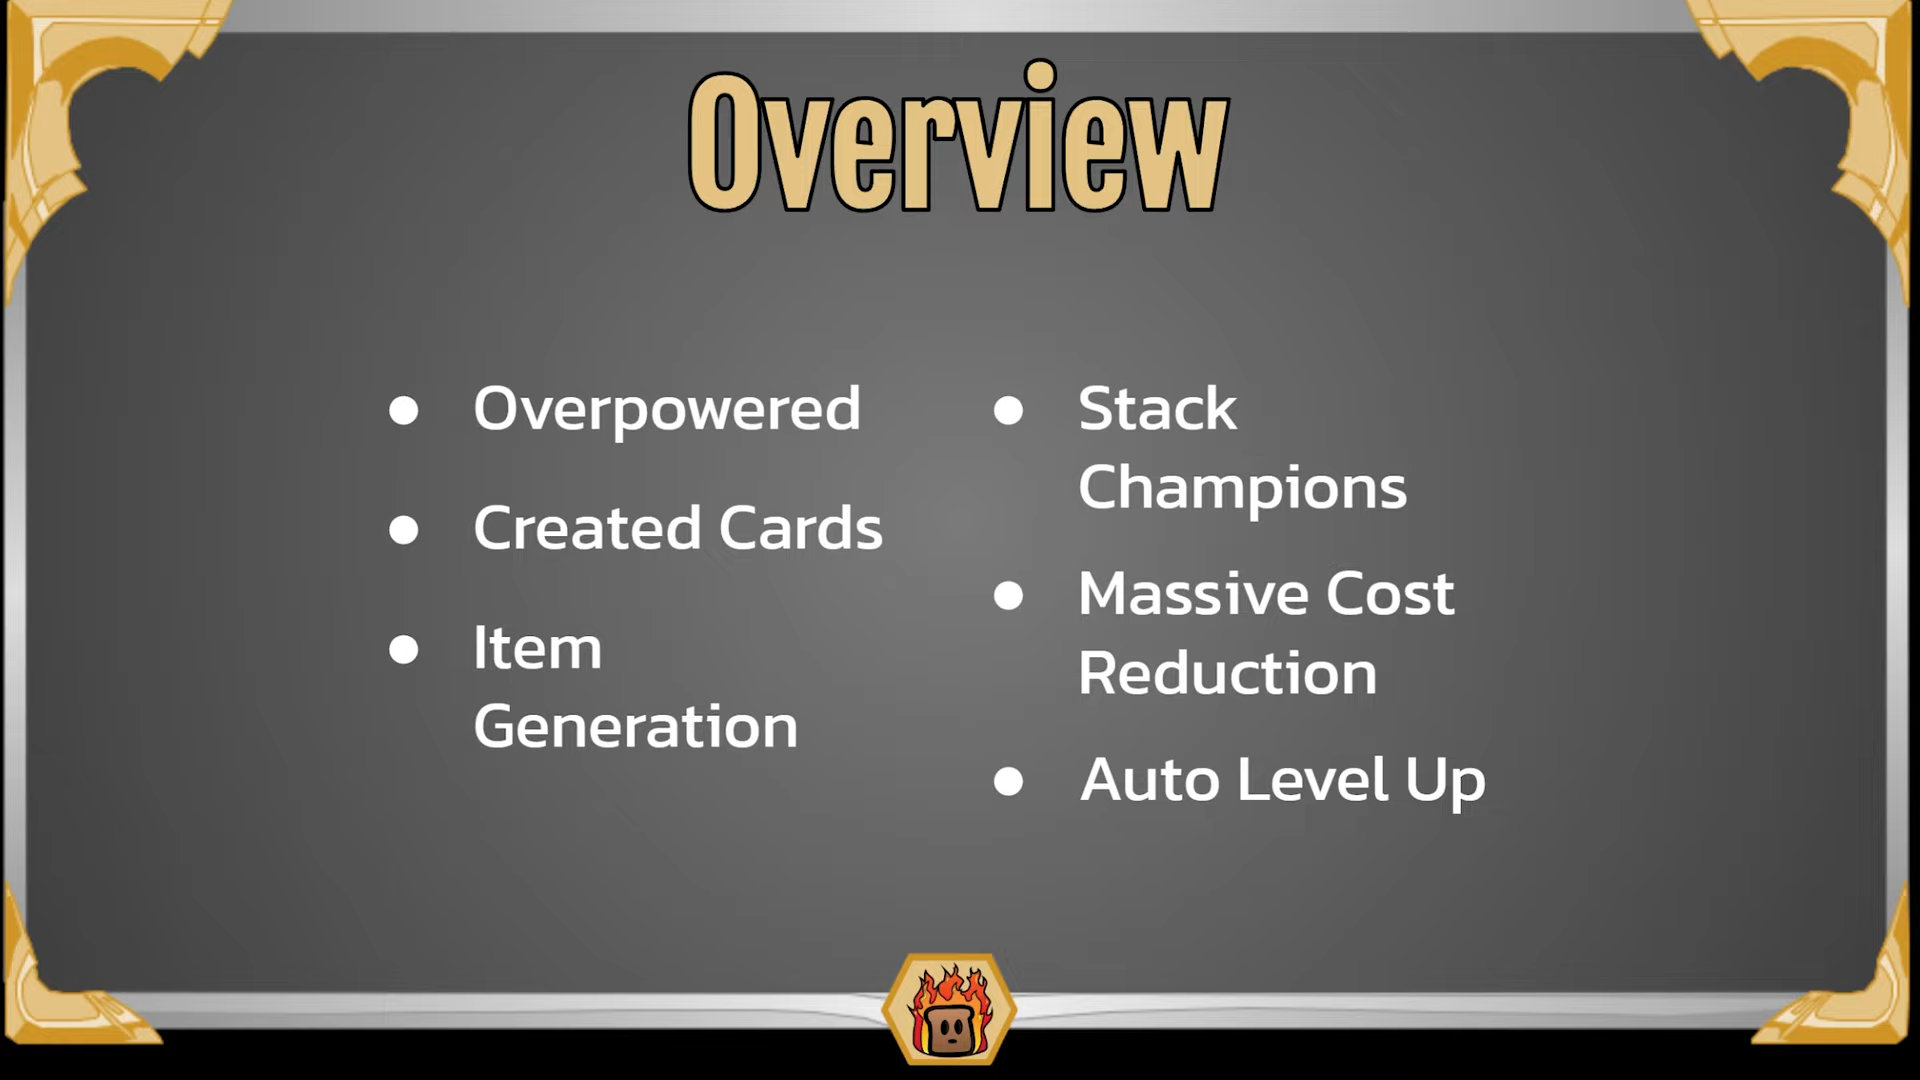 Overview
Overpowered
Created Cards
Item
Generation
Stack
Champions
Massive Cost
Reduction
Auto Level Up